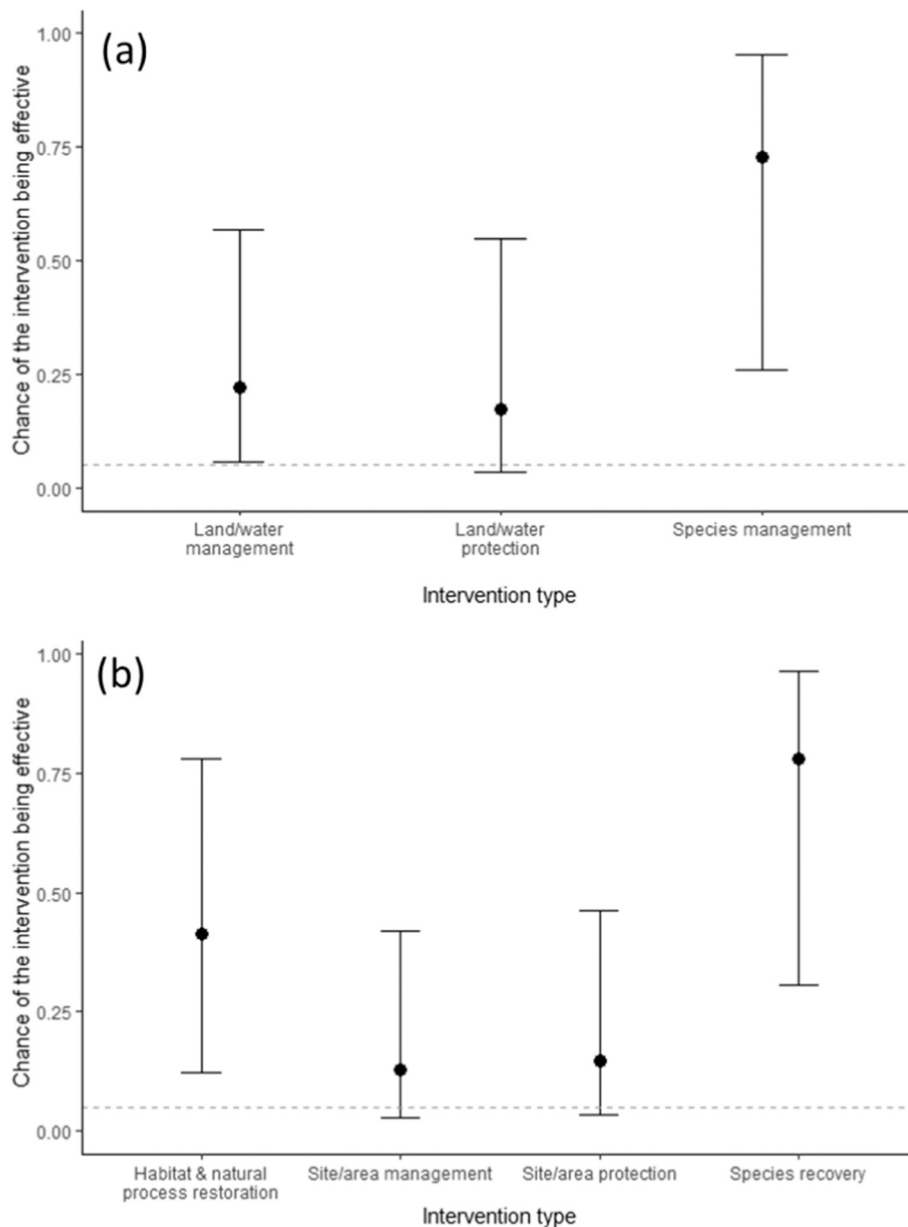 (a)
Chance of the intervention being effective
1.00
0.75
0.50
0.25
0.00
Land/water
management
Land/water
protection
Species management
Intervention type
(b)
Chance of the intervention being effective
1.00
0.75
0.50
0.25
0.00
Habitat & natural
process restoration
Site/area management
Site/area protection
Species recovery
Intervention type